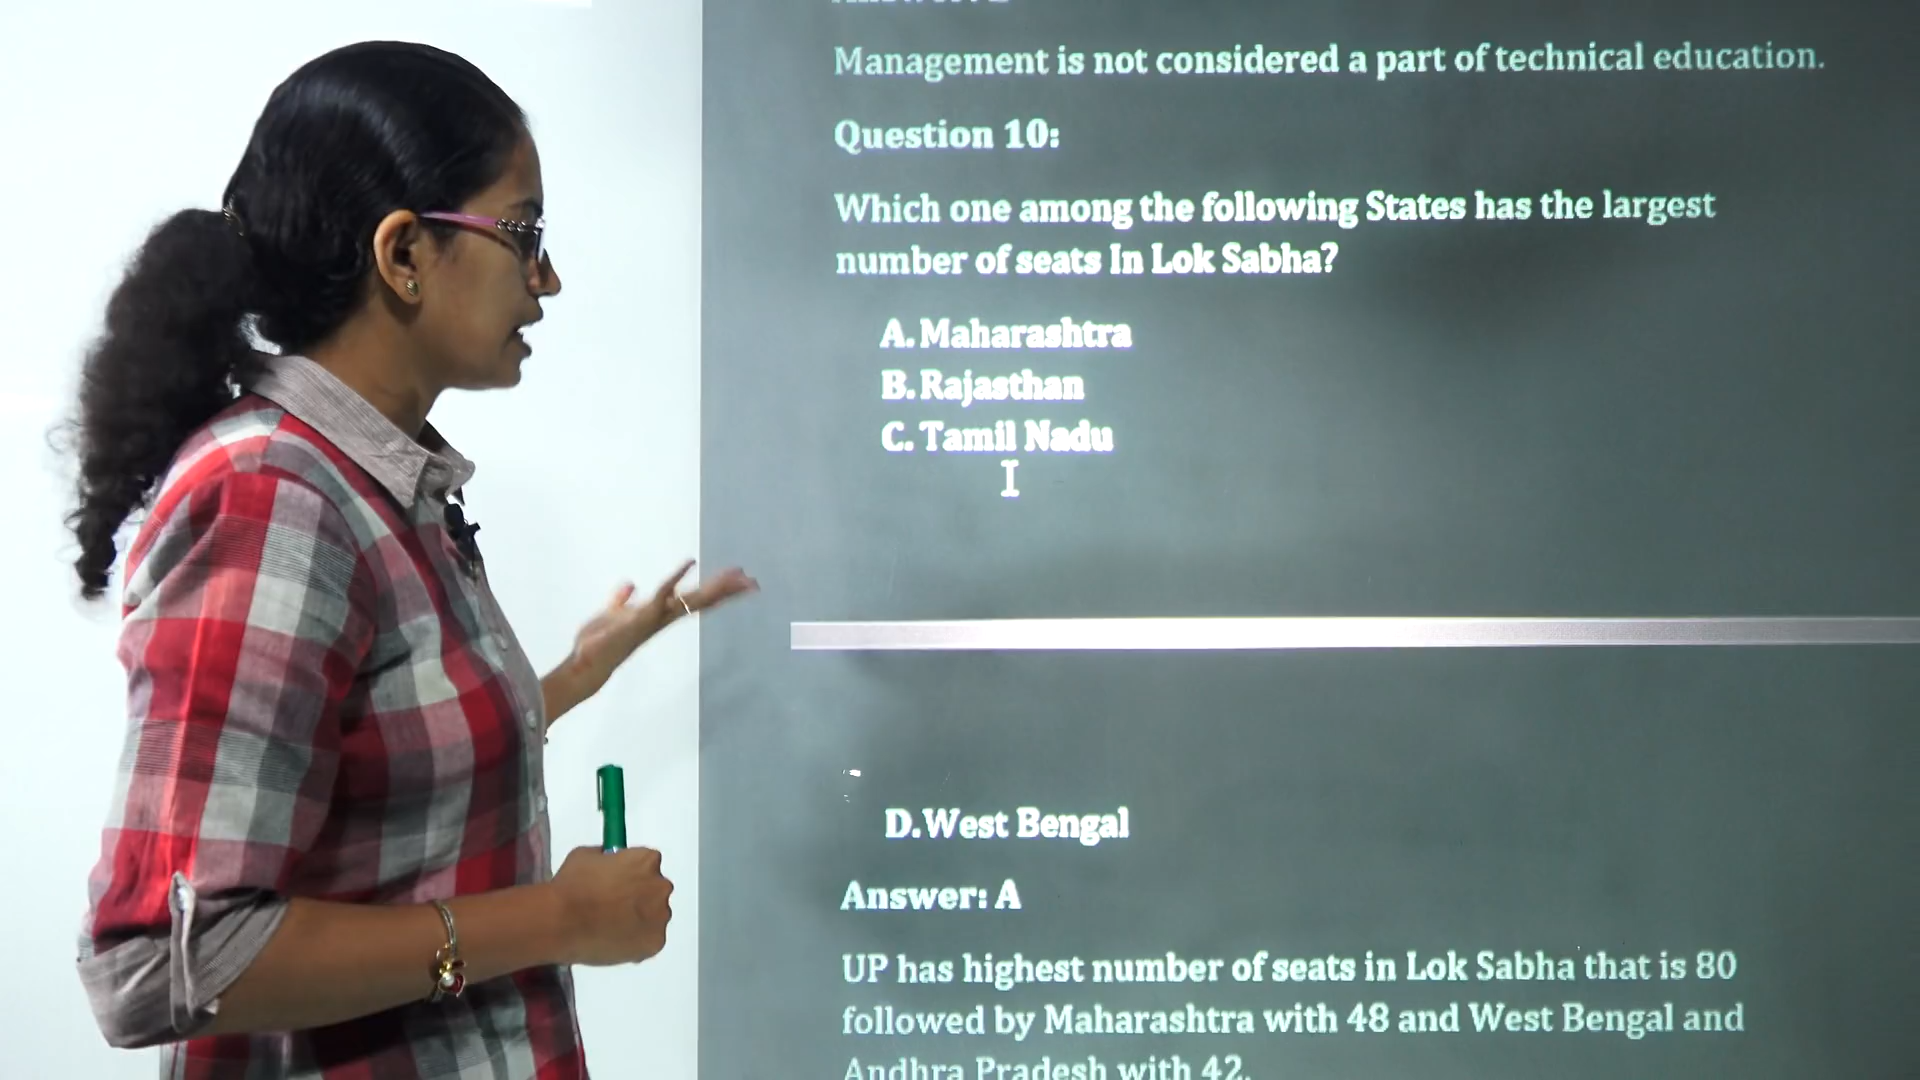 Management is not considered a part of technical education.
Question 10:
Which one among the following States has the largest
number of seats In Lok Sabha?
A. Maharashtra
B. Rajasthan
C. Tamil Nadu
D. West Bengal
Answer: A
UP has highest number of seats in Lok Sabha that is 80
followed by Maharashtra with 48 and West Bengal and
Andhra Pradesh with 42.